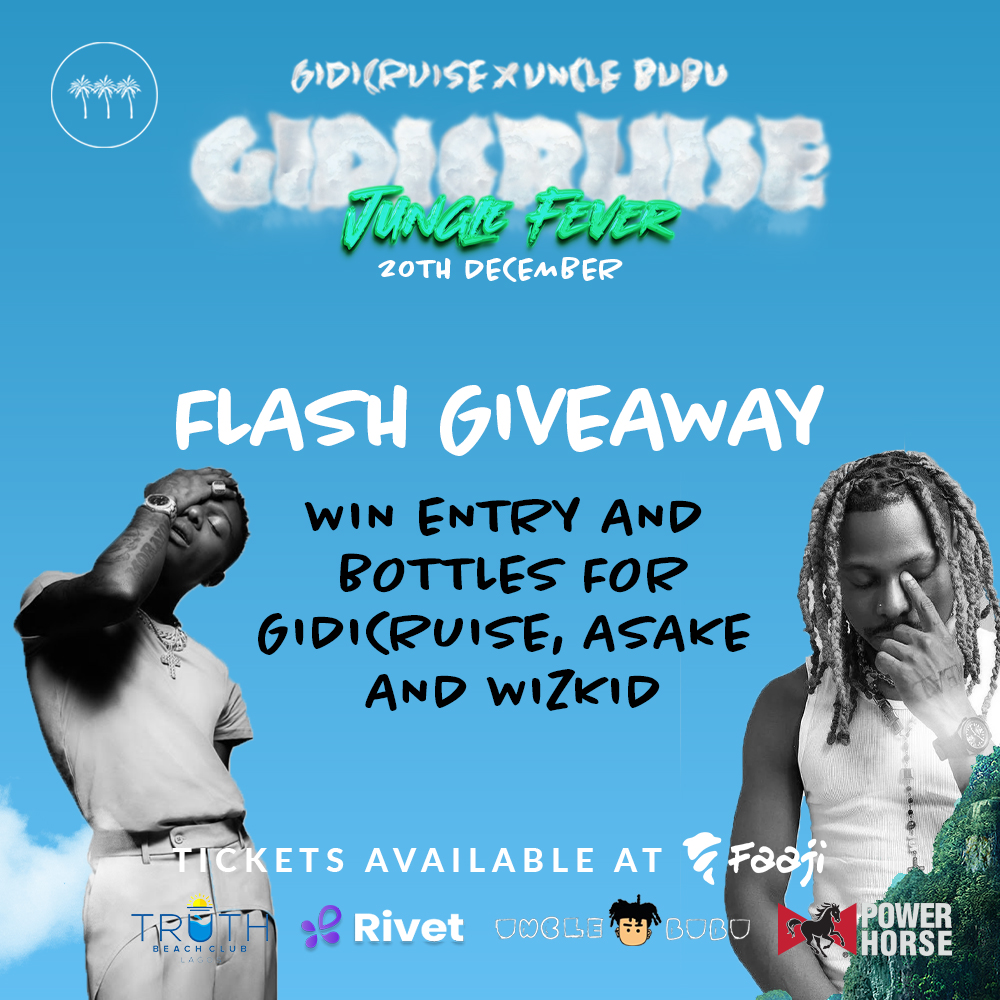 GIDICRUISE X UNCLE BUBU
GIDICRUISE
JUNGLE FEVER
20TH DECEMBER
FLASH GIVEAWAY
WIN ENTRY AND
BOTTLES FOR
GIDICRUISE, ASAKE
AND WIZKID
TICKETS AVAILABLE AT Faaji
TRUTH
BEACH CLUB
LAGOS
Rivet
UNCLE BUBU
POWER
HORSE